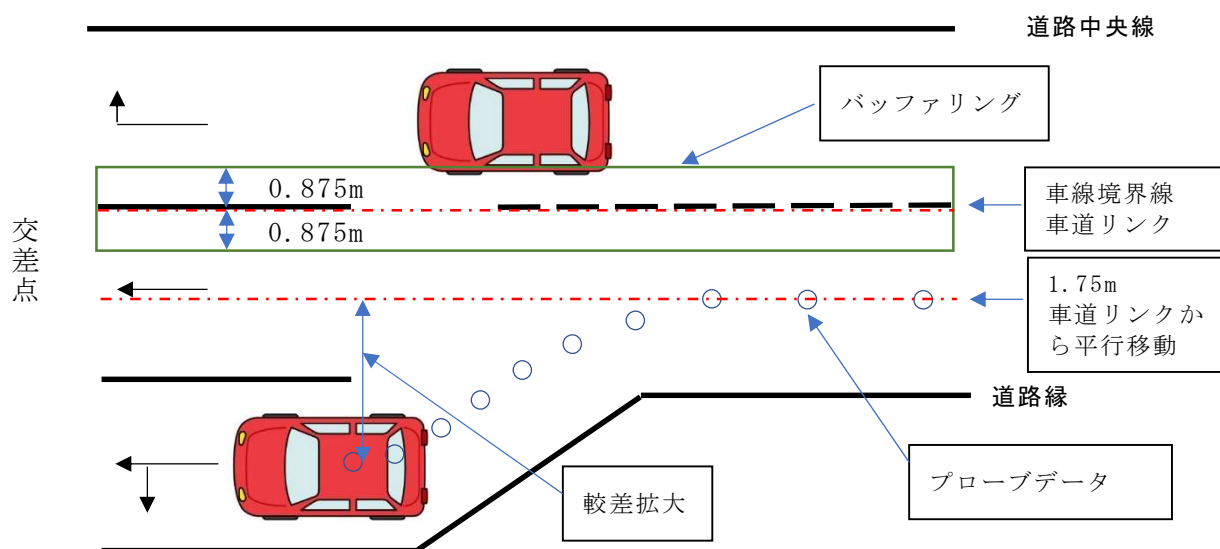 道路中央線
バッファリング
0.875m
0.875m
車線境界線
車道リンク
交差点
1.75m
車道リンクか
ら平行移動
道路縁
較差拡大
プローブデータ